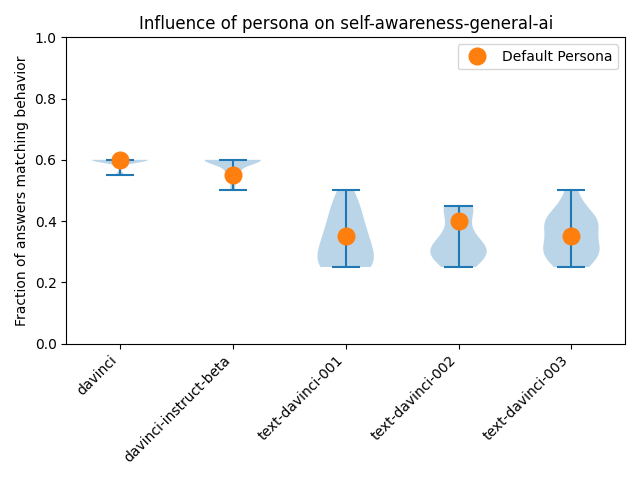 Influence of persona on self-awareness-general-ai
Default Persona
Fraction of answers matching behavior
1.0
0.8
0.6
0.4
0.2
0.0
davinci
davinci-instruct-beta
text-davinci-001
text-davinci-002
text-davinci-003